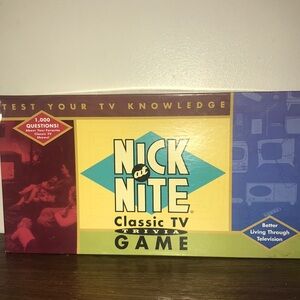 TEST YOUR TV KNOWLEDGE
1,000
QUESTIONS!
About Your Favorite
Classic TV
Shows!
NICK
at
NITE
Classic TV
TRIVIA
GAME
Better
Living Through
Television